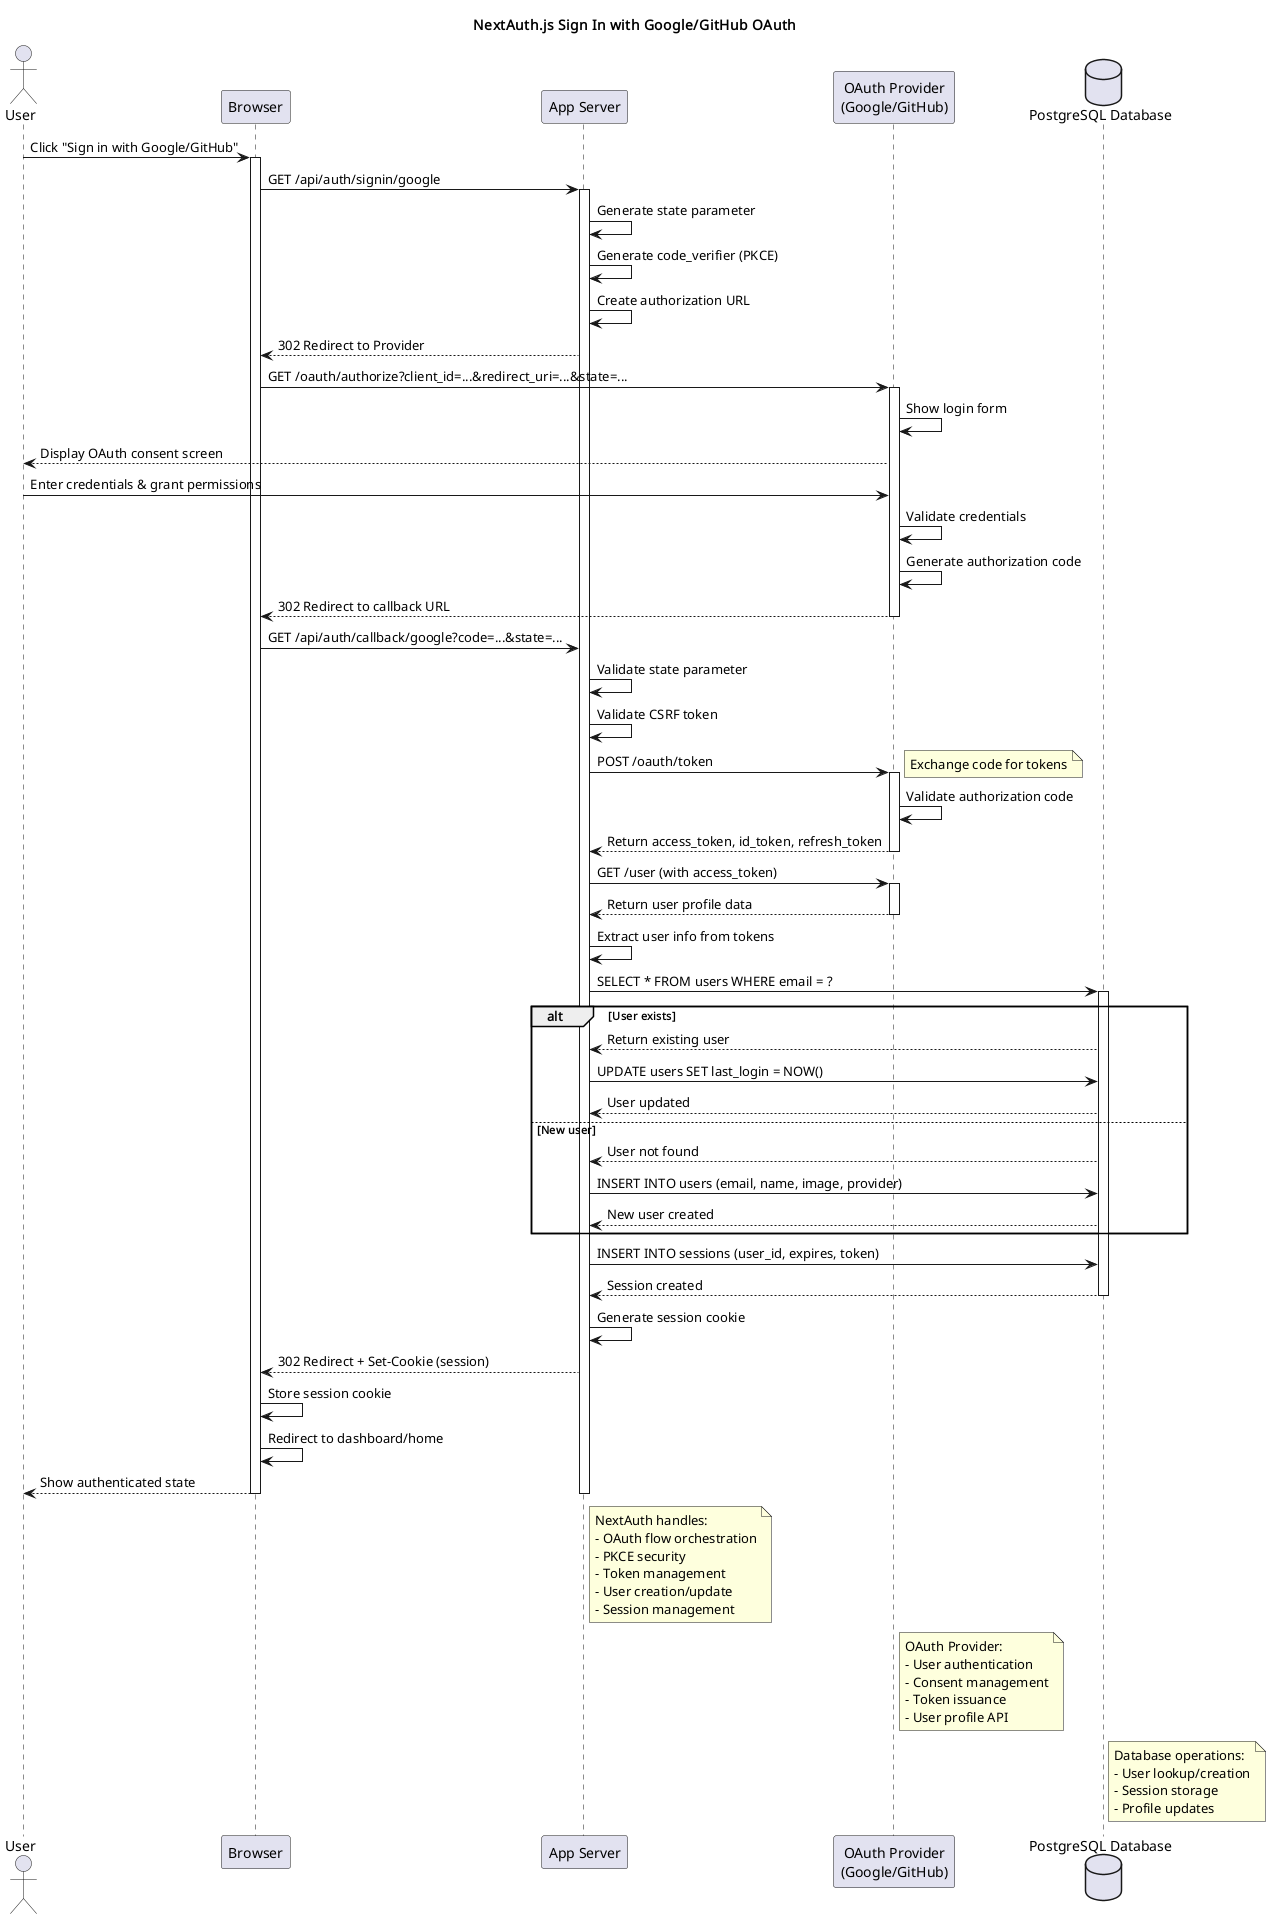 NextAuth.js Sign In with Google/GitHub OAuth
User
Browser
App Server
OAuth Provider
(Google/GitHub)
PostgreSQL Database
Click "Sign in with Google/GitHub"
GET /api/auth/signin/google
Generate state parameter
Generate code_verifier (PKCE)
Create authorization URL
302 Redirect to Provider
GET /oauth/authorize?client_id=...&redirect_uri=...&state=...
Show login form
Display OAuth consent screen
Enter credentials & grant permissions
Validate credentials
Generate authorization code
302 Redirect to callback URL
GET /api/auth/callback/google?code=...&state=...
Validate state parameter
Validate CSRF token
POST /oauth/token
Exchange code for tokens
Validate authorization code
Return access_token, id_token, refresh_token
GET /user (with access_token)
Return user profile data
Extract user info from tokens
SELECT * FROM users WHERE email = ?
alt
[User exists]
Return existing user
UPDATE users SET last_login = NOW()
User updated
[New user]
User not found
INSERT INTO users (email, name, image, provider)
New user created
INSERT INTO sessions (user_id, expires, token)
Session created
Generate session cookie
302 Redirect + Set-Cookie (session)
Store session cookie
Redirect to dashboard/home
Show authenticated state
NextAuth handles:
- OAuth flow orchestration
- PKCE security
- Token management
- User creation/update
- Session management
OAuth Provider:
- User authentication
- Consent management
- Token issuance
- User profile API
Database operations:
- User lookup/creation
- Session storage
- Profile updates
User
Browser
App Server
OAuth Provider
(Google/GitHub)
PostgreSQL Database